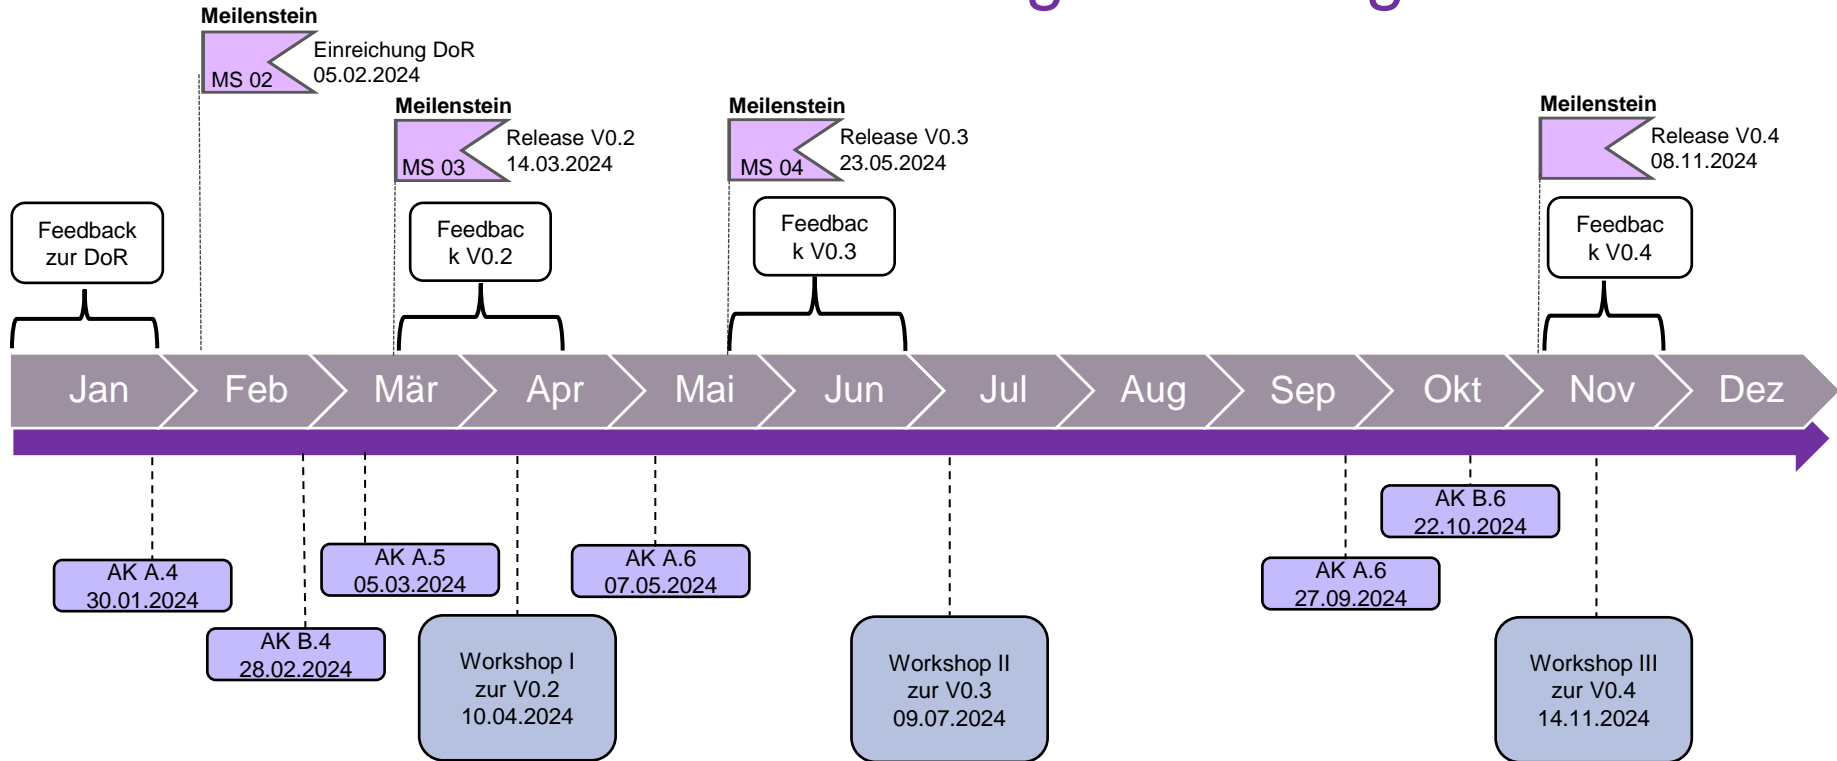 Meilenstein
MS 02
Einreichung DoR
05.02.2024
Meilenstein
MS 03
Release V0.2
14.03.2024
Meilenstein
MS 04
Release V0.3
23.05.2024
Meilenstein
Release V0.4
08.11.2024
Feedback
zur DoR
Feedbac
k V0.2
Feedbac
k V0.3
Feedbac
k V0.4
Jan
Feb
Mär
Apr
Mai
Jun
Jul
Aug
Sep
Okt
Nov
Dez
AK A.4
30.01.2024
AK B.4
28.02.2024
AK A.5
05.03.2024
Workshop I
zur V0.2
10.04.2024
AK A.6
07.05.2024
Workshop II
zur V0.3
09.07.2024
AK A.6
27.09.2024
AK B.6
22.10.2024
Workshop III
zur V0.4
14.11.2024